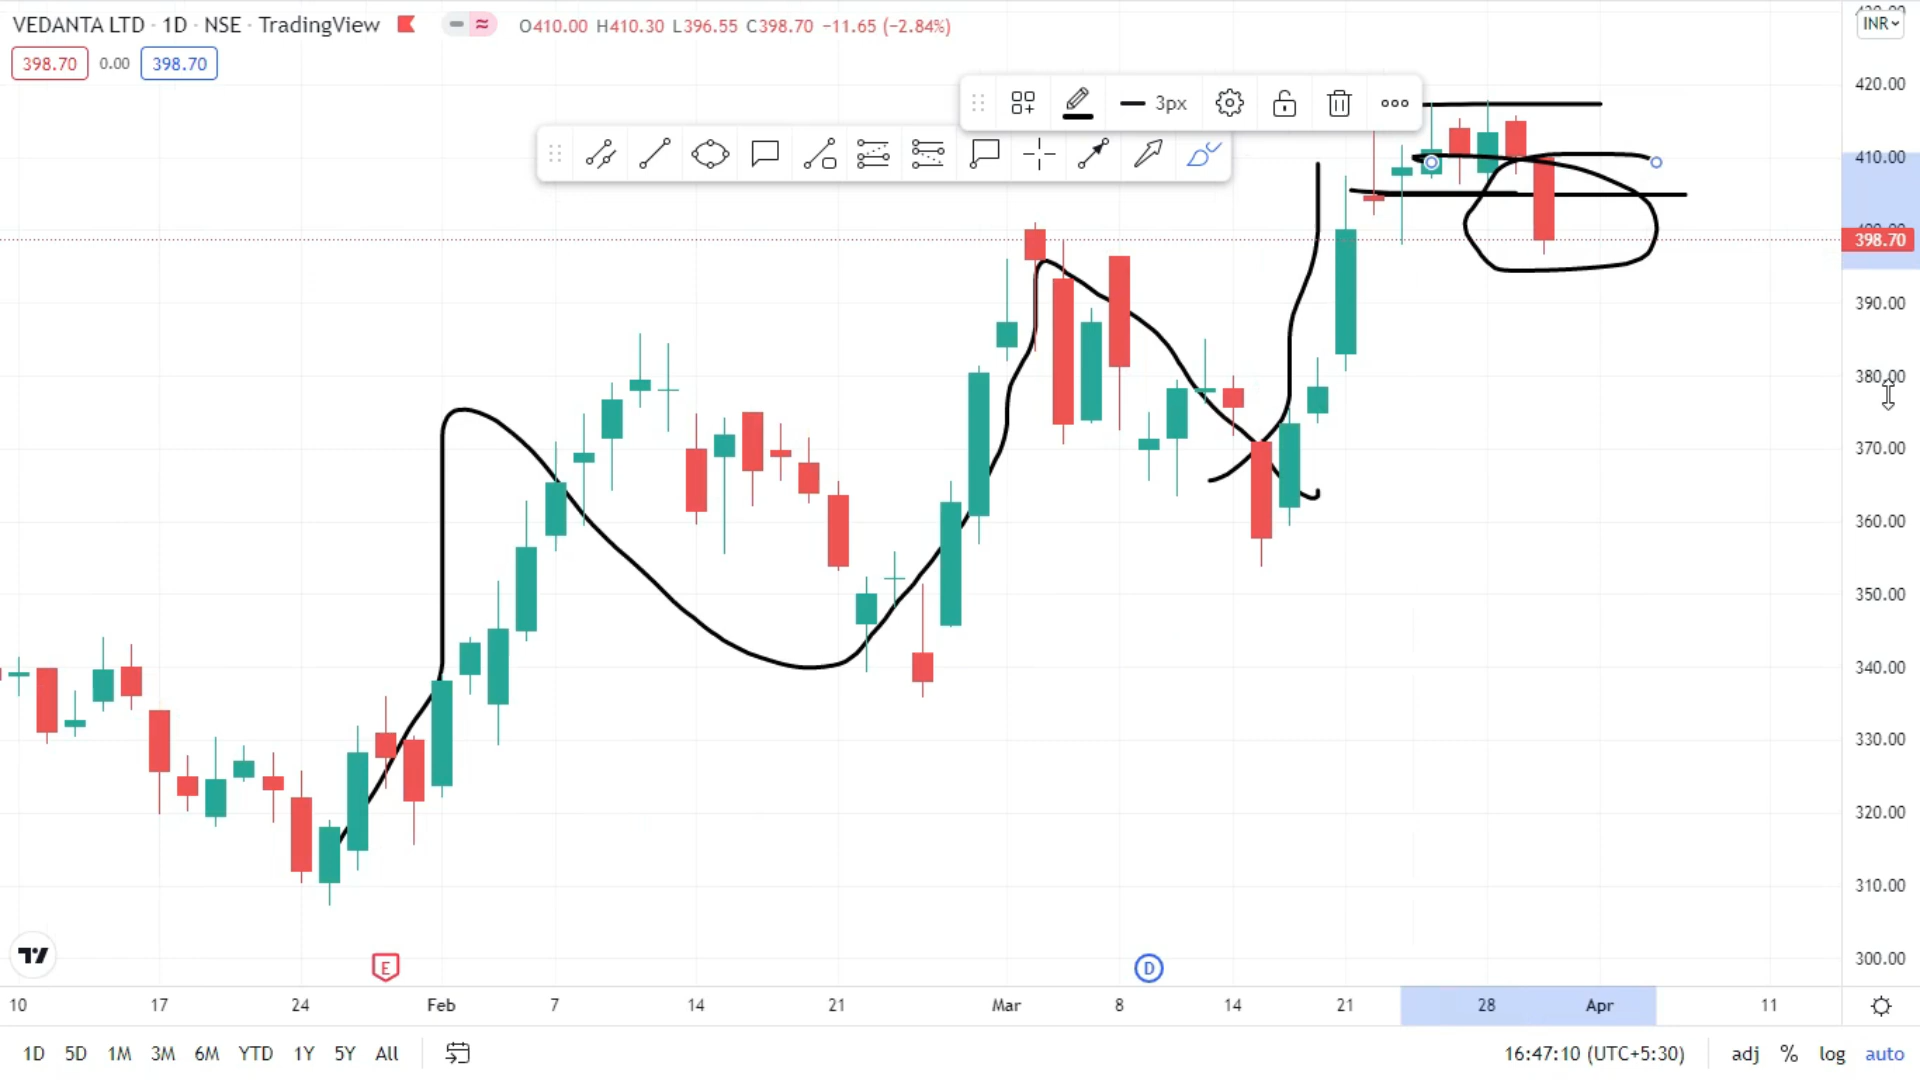 VEDANTA LTD · 1D · NSE · TradingView O410.00 H410.30 L396.55 C398.70 −11.65 (−2.84%)
398.70 0.00 398.70
INR
3px
420.00
410.00
398.70
390.00
380.00
370.00
360.00
350.00
340.00
330.00
320.00
310.00
300.00
E D
10 17 24 Feb 7 14 21 Mar 8 14 21 28 Apr 11
1D 5D 1M 3M 6M YTD 1Y 5Y All 16:47:10 (UTC+5:30) adj % log auto